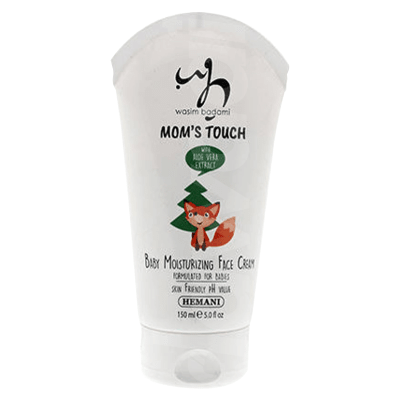 wasim badami
MOM'S TOUCH
WITH
ALOE VERA
EXTRACT
BABY MOISTURIZING FACE CREAM
FORMULATED FOR BABIES
SKIN FRIENDLY pH VALUE
HEMANI
150 ml e 5.0 fl oz